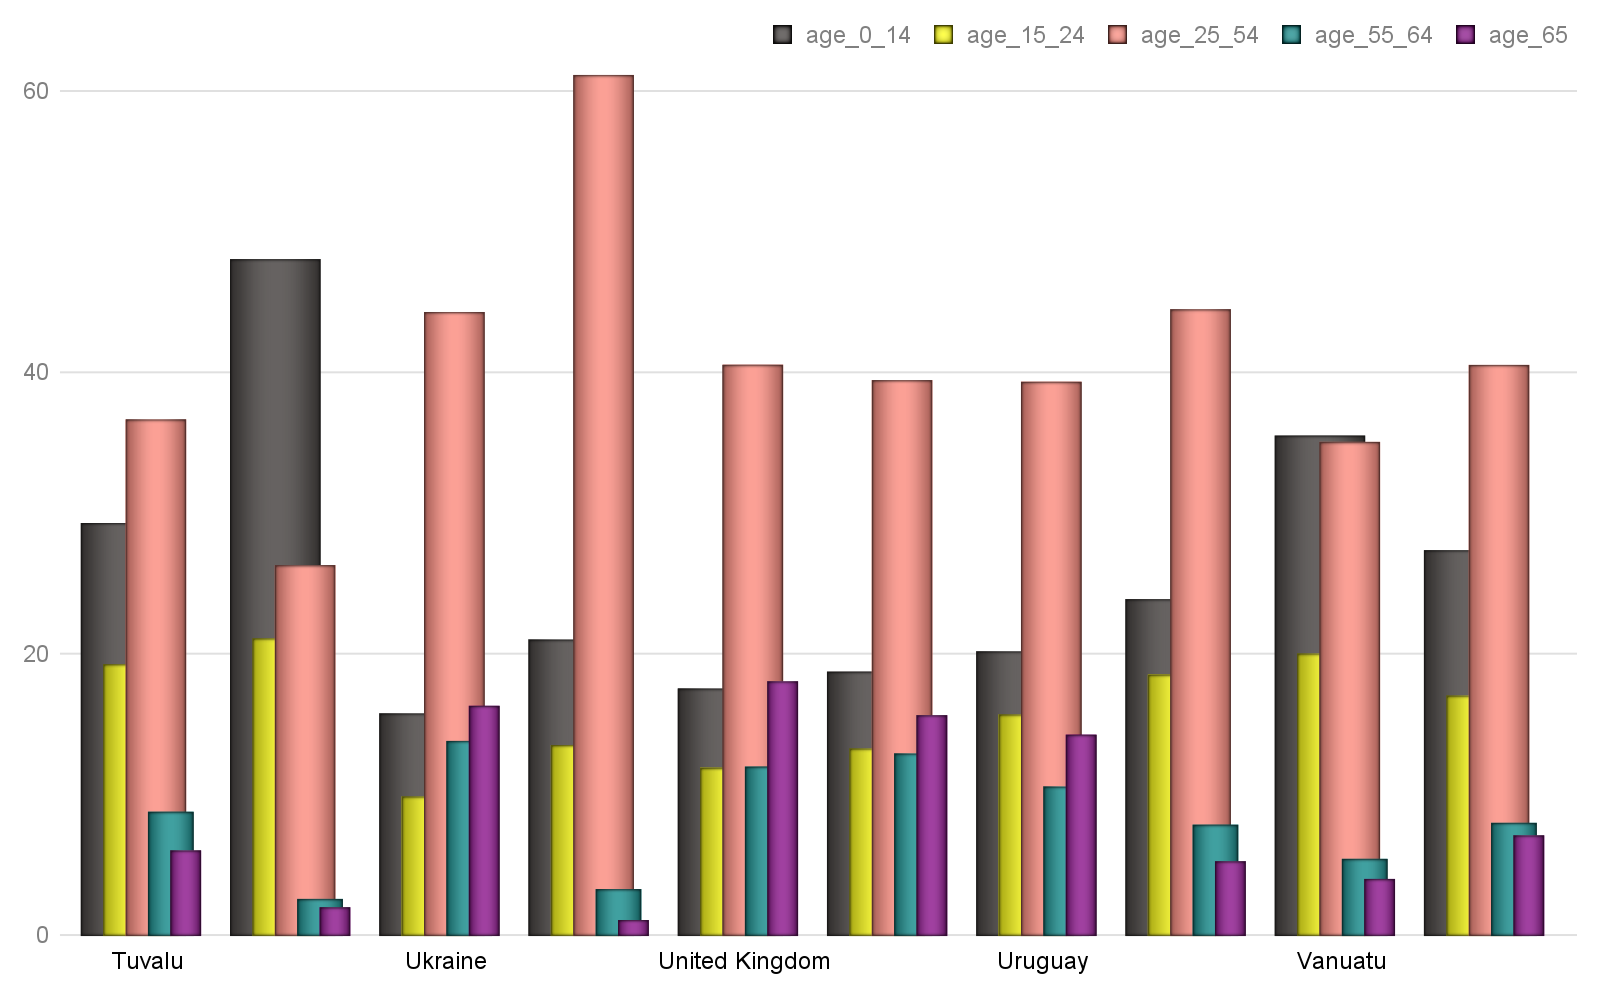 age_0_14 age_15_24 age_25_54 age_55_64 age_65
60
40
20
0
Tuvalu Ukraine United Kingdom Uruguay Vanuatu